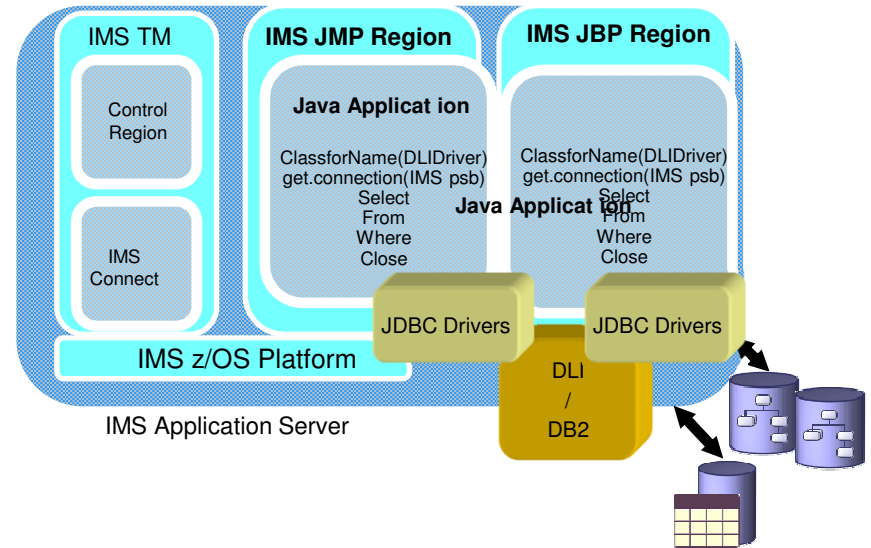 IMS TM
Control
Region
IMS
Connect
IMS JMP Region
Java Applicat ion
ClassforName(DLIDriver)
get.connection(IMS psb)
Select
From
Where
Close
IMS JBP Region
ClassforName(DLIDriver)
get.connection(IMS psb)
Select
Java Applicat ion
From
Where
Close
JDBC Drivers
JDBC Drivers
IMS z/OS Platform
DLI
/
DB2
IMS Application Server